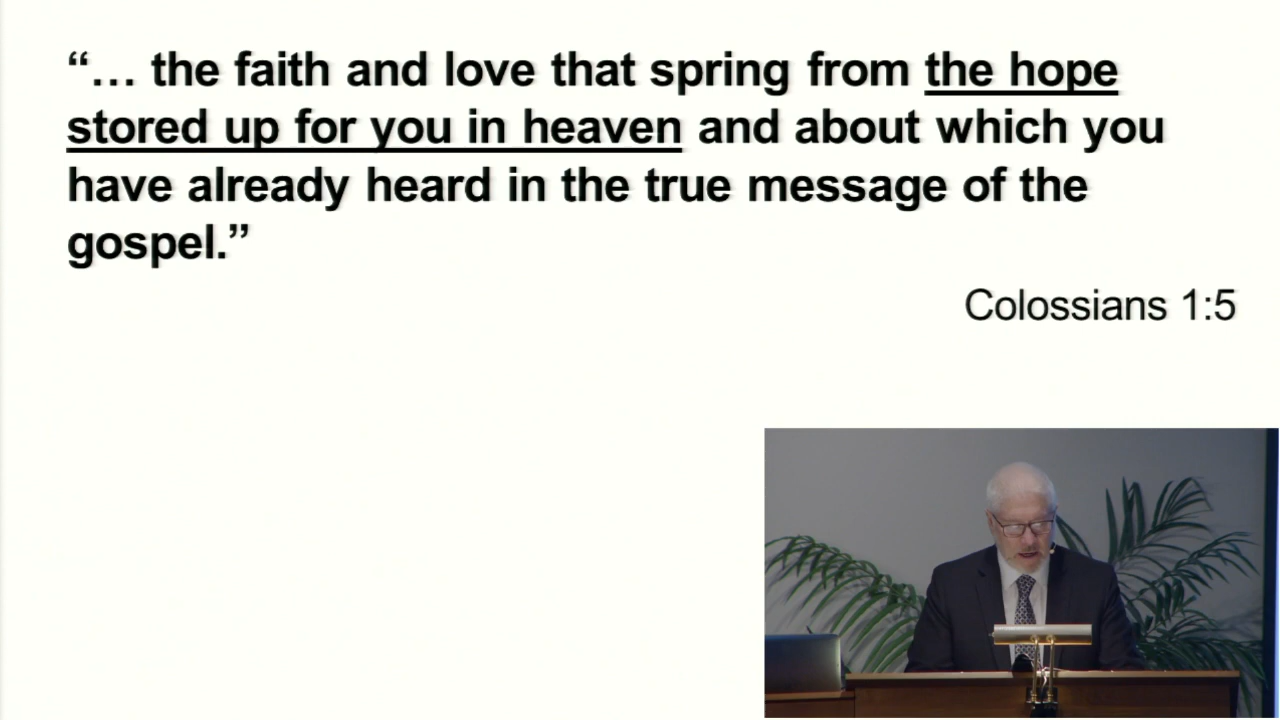 “… the faith and love that spring from the hope
stored up for you in heaven and about which you
have already heard in the true message of the
gospel.”
Colossians 1:5